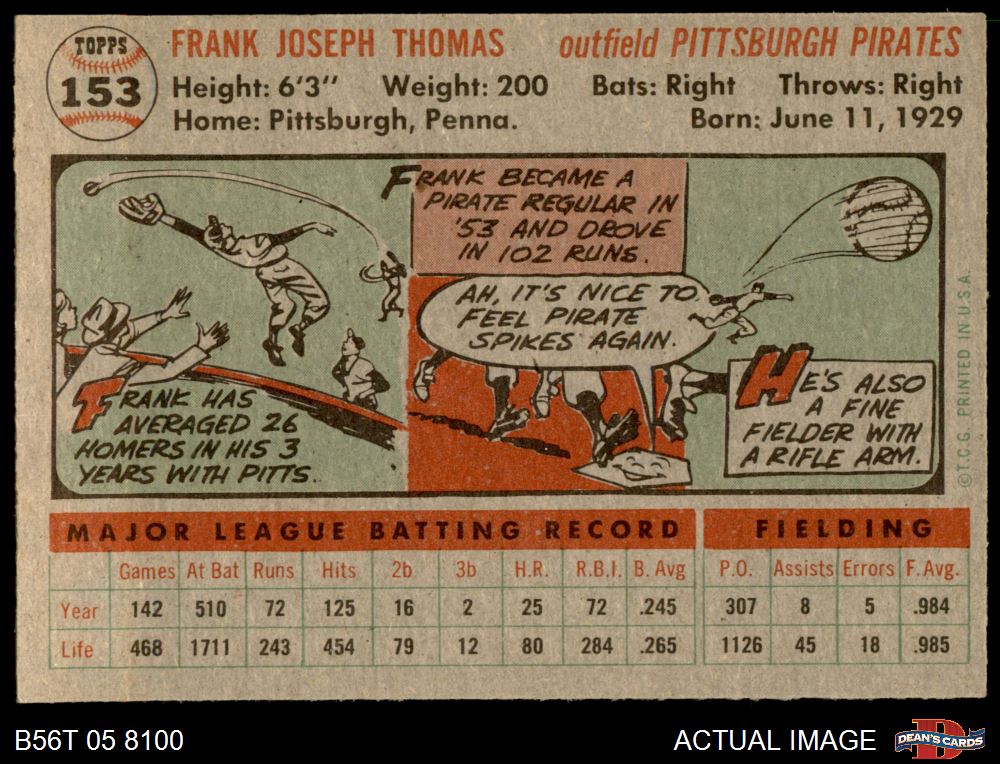 TOPPS
153
FRANK JOSEPH THOMAS outfield PITTSBURGH PIRATES
Height: 6'3" Weight: 200 Bats: Right Throws: Right
Home: Pittsburgh, Penna. Born: June 11, 1929
FRANK BECAME A
PIRATE REGULAR IN
'53 AND DROVE
IN 102 RUNS.
AH, IT'S NICE TO
FEEL PIRATE
SPIKES AGAIN.
FRANK HAS
AVERAGED 26
HOMERS IN HIS 3
YEARS WITH PITTS.
HE'S ALSO
A FINE
FIELDER WITH
A RIFLE ARM.
©T.C.G. PRINTED IN U.S.A.
MAJOR LEAGUE BATTING RECORD FIELDING
Games At Bat Runs Hits 2b 3b H.R. R.B.I. B. Avg P.O. Assists Errors F. Avg.
Year 142 510 72 125 16 2 25 72 .245 307 8 5 .984
Life 468 1711 243 454 79 12 80 284 .265 1126 45 18 .985
B56T 05 8100 ACTUAL IMAGE DEAN'S CARDS